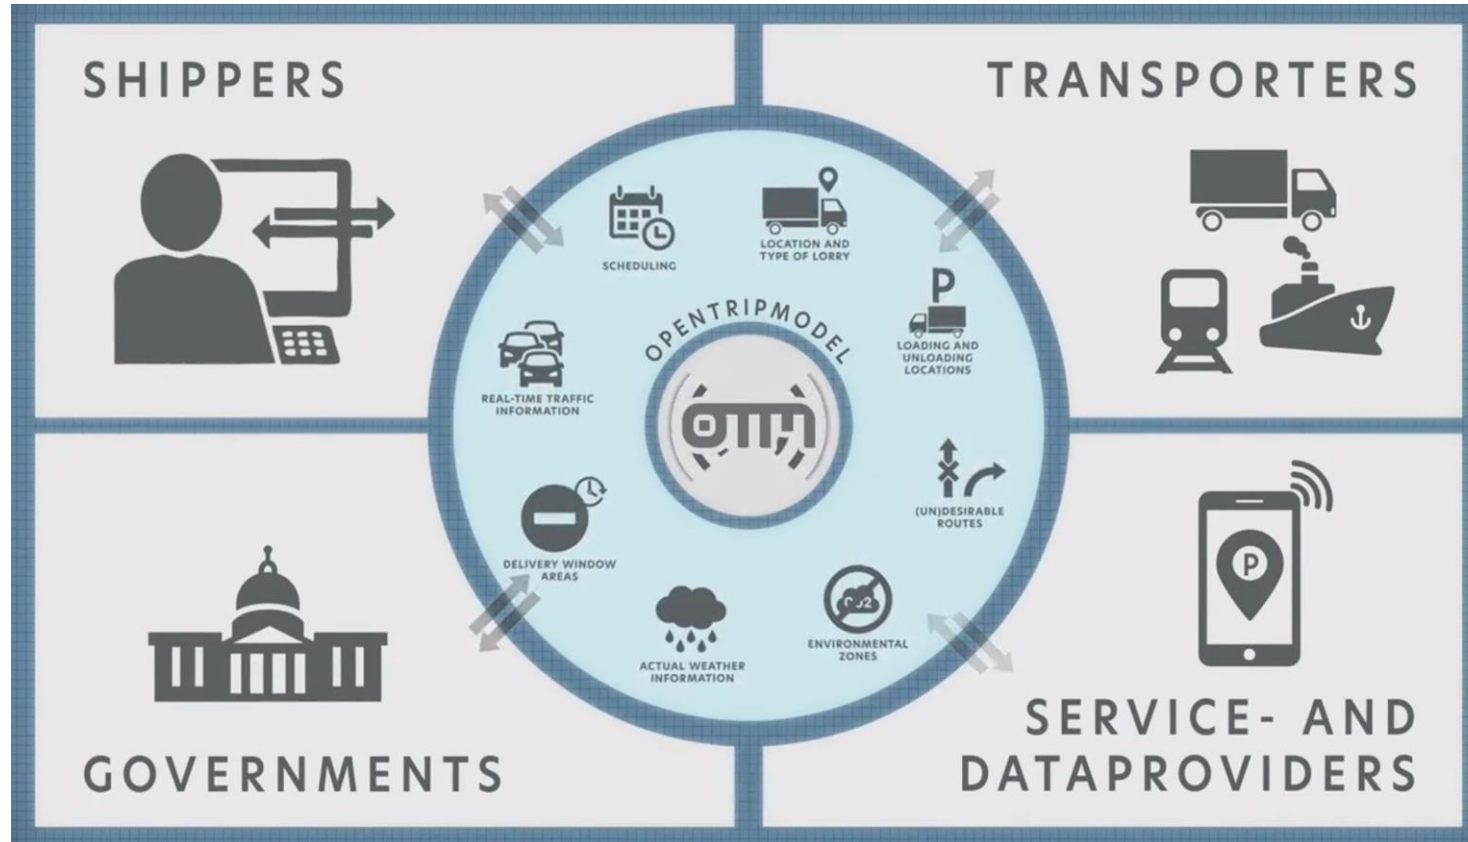 SHIPPERS
TRANSPORTERS
SCHEDULING
LOCATION AND
TYPE OF LORRY
P
LOADING AND
UNLOADING
LOCATIONS
OPENTRIPMODEL
OTM
REAL-TIME TRAFFIC
INFORMATION
(UN)DESIRABLE
ROUTES
DELIVERY WINDOW
AREAS
CO2
ENVIRONMENTAL
ZONES
ACTUAL WEATHER
INFORMATION
P
GOVERNMENTS
SERVICE- AND
DATAPROVIDERS